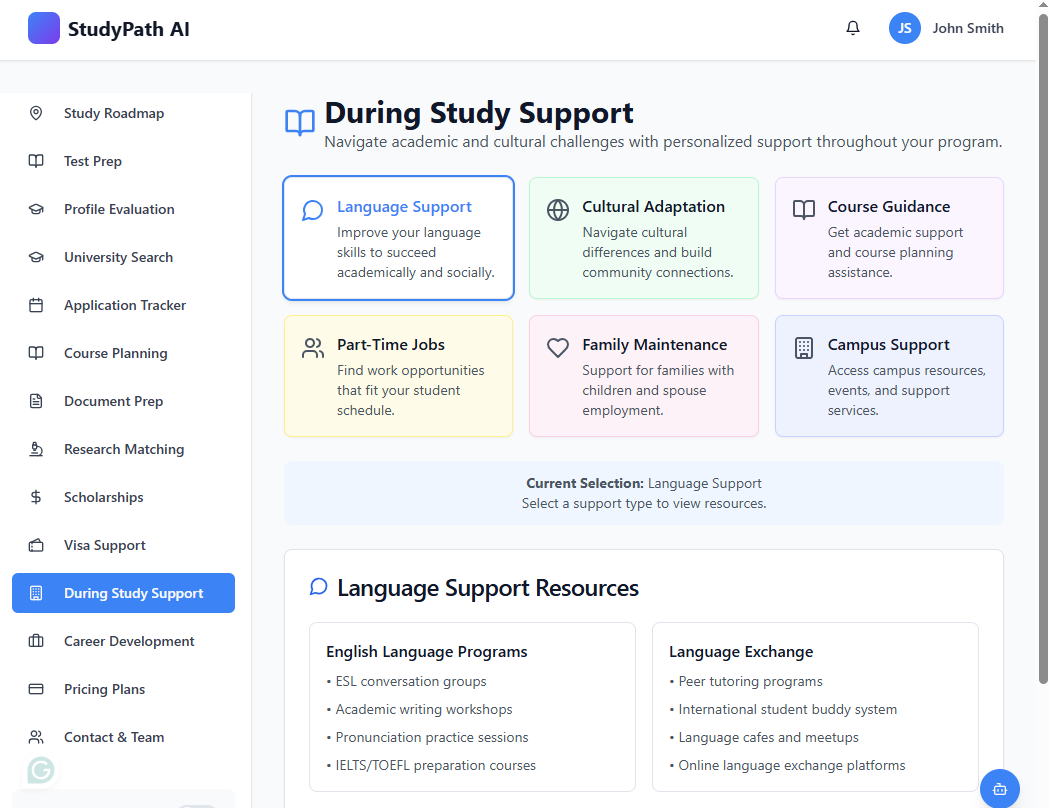 StudyPath AI
JS
John Smith
Study Roadmap
Test Prep
Profile Evaluation
University Search
Application Tracker
Course Planning
Document Prep
Research Matching
Scholarships
Visa Support
During Study Support
Career Development
Pricing Plans
Contact & Team
During Study Support
Navigate academic and cultural challenges with personalized support throughout your program.
Language Support
Improve your language
skills to succeed
academically and socially.
Cultural Adaptation
Navigate cultural
differences and build
community connections.
Course Guidance
Get academic support
and course planning
assistance.
Part-Time Jobs
Find work opportunities
that fit your student
schedule.
Family Maintenance
Support for families with
children and spouse
employment.
Campus Support
Access campus resources,
events, and support
services.
Current Selection: Language Support
Select a support type to view resources.
Language Support Resources
English Language Programs
• ESL conversation groups
• Academic writing workshops
• Pronunciation practice sessions
• IELTS/TOEFL preparation courses
Language Exchange
• Peer tutoring programs
• International student buddy system
• Language cafes and meetups
• Online language exchange platforms